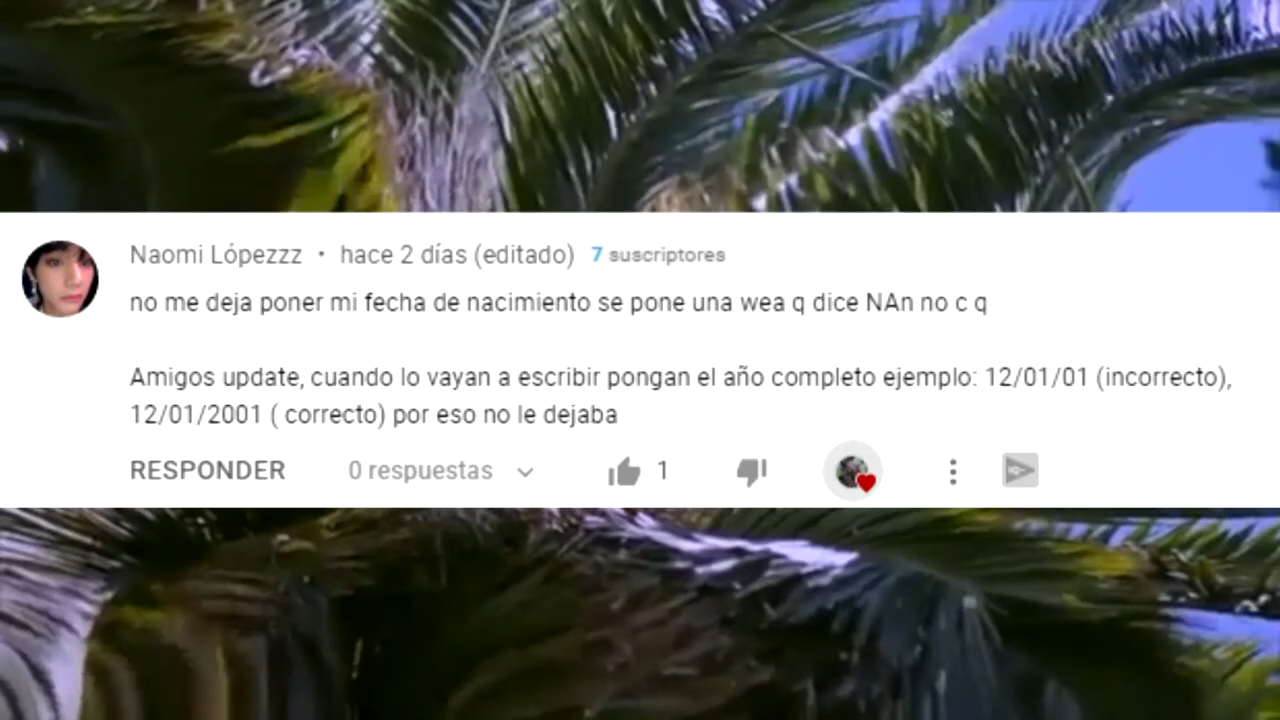 Naomi Lópezzz • hace 2 días (editado) 7 suscriptores
no me deja poner mi fecha de nacimiento se pone una wea q dice NAn no c q
Amigos update, cuando lo vayan a escribir pongan el año completo ejemplo: 12/01/01 (incorrecto),
12/01/2001 ( correcto) por eso no le dejaba
RESPONDER 0 respuestas 1